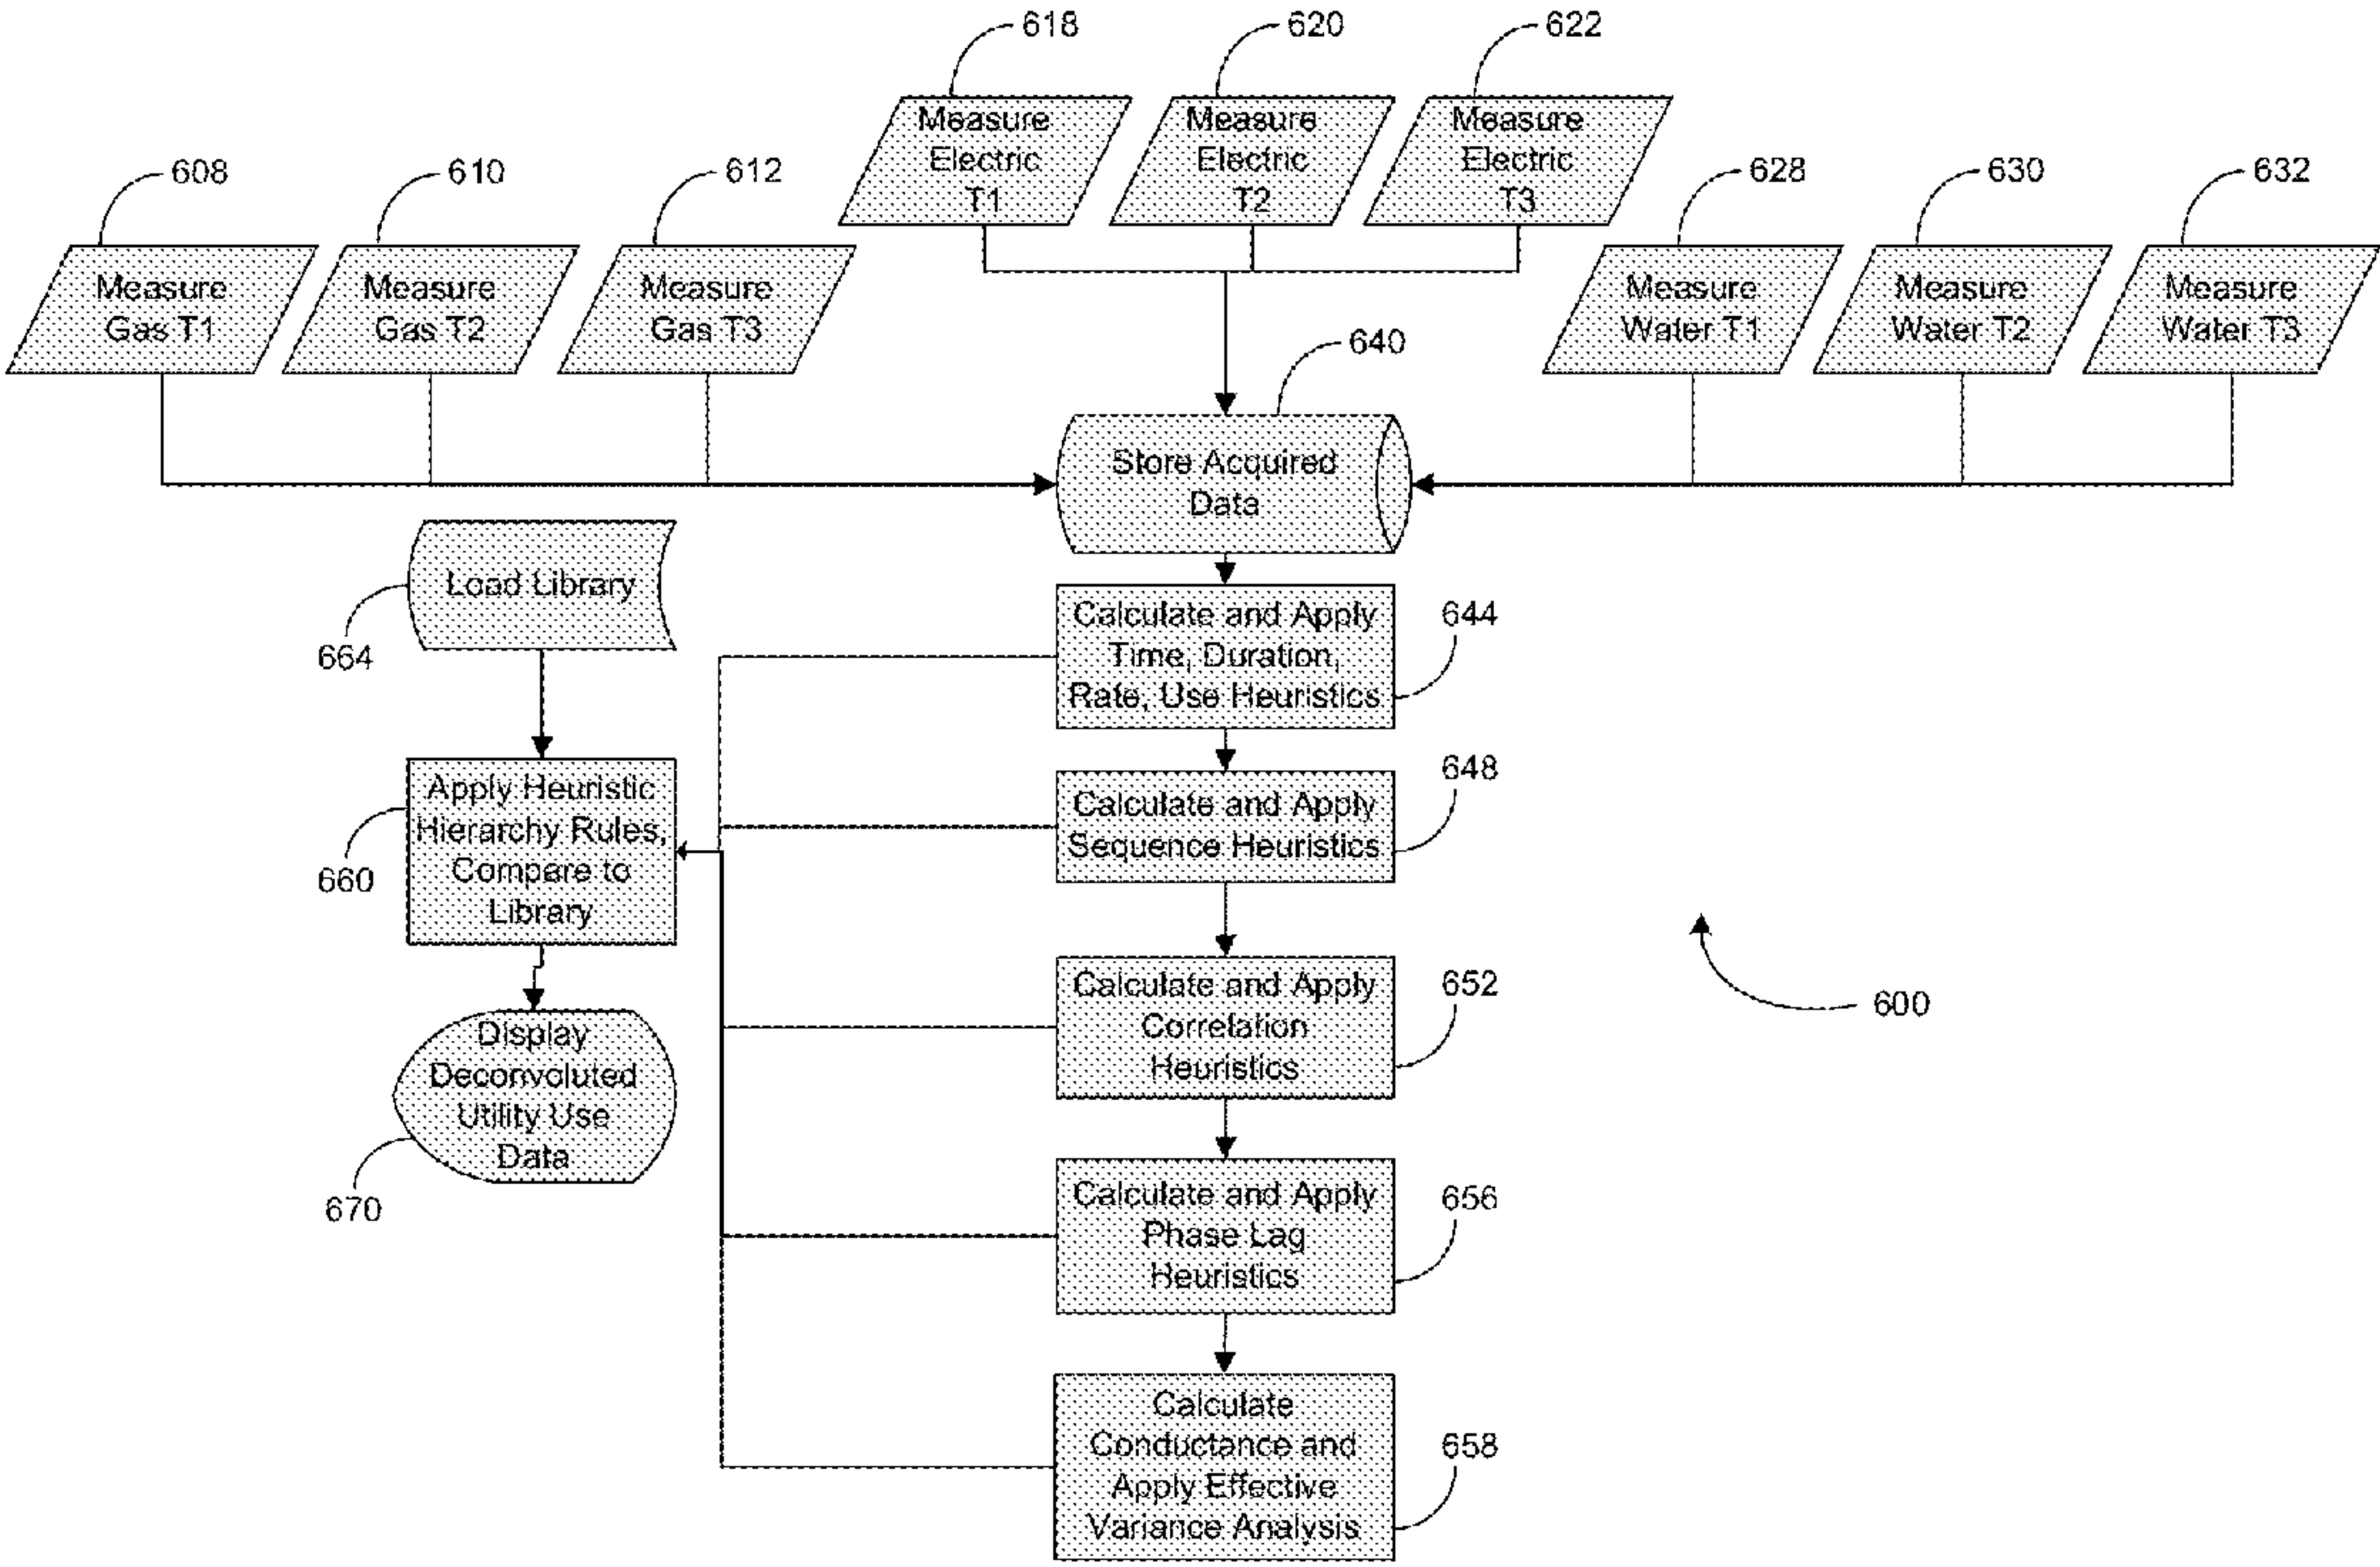 618
620
622
Measure
Electric
T1
Measure
Electric
T2
Measure
Electric
T3
608
610
612
628
630
632
Measure
Gas T1
Measure
Gas T2
Measure
Gas T3
Measure
Water T1
Measure
Water T2
Measure
Water T3
640
Store Acquired
Data
Load Library
664
Calculate and Apply
Time, Duration,
Rate, Use Heuristics
644
Apply Heuristic
Hierarchy Rules,
Compare to
Library
660
Calculate and Apply
Sequence Heuristics
648
Calculate and Apply
Correlation
Heuristics
652
600
Display
Deconvoluted
Utility Use
Data
670
Calculate and Apply
Phase Lag
Heuristics
656
Calculate
Conductance and
Apply Effective
Variance Analysis
658